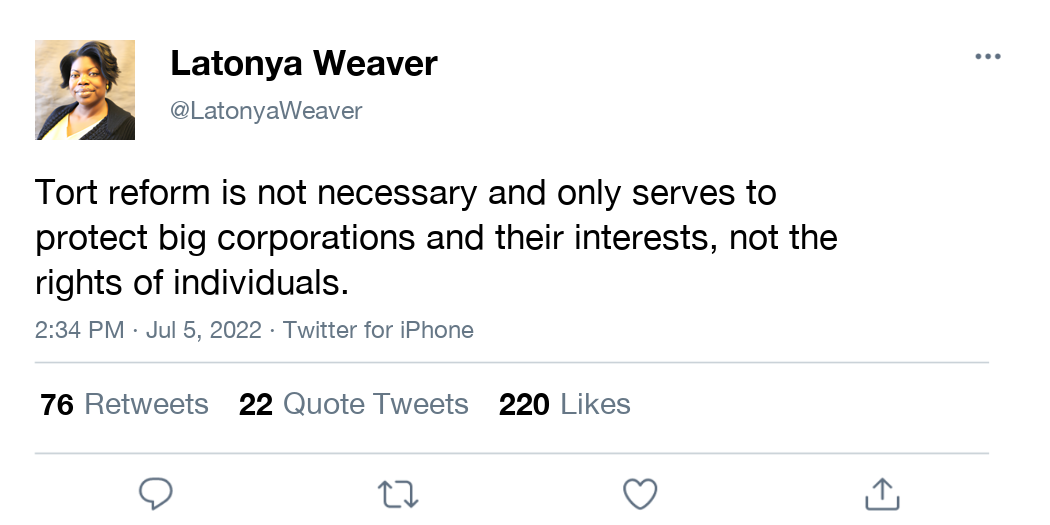 Latonya Weaver
@LatonyaWeaver
Tort reform is not necessary and only serves to
protect big corporations and their interests, not the
rights of individuals.
2:34 PM · Jul 5, 2022 · Twitter for iPhone
76 Retweets 22 Quote Tweets 220 Likes